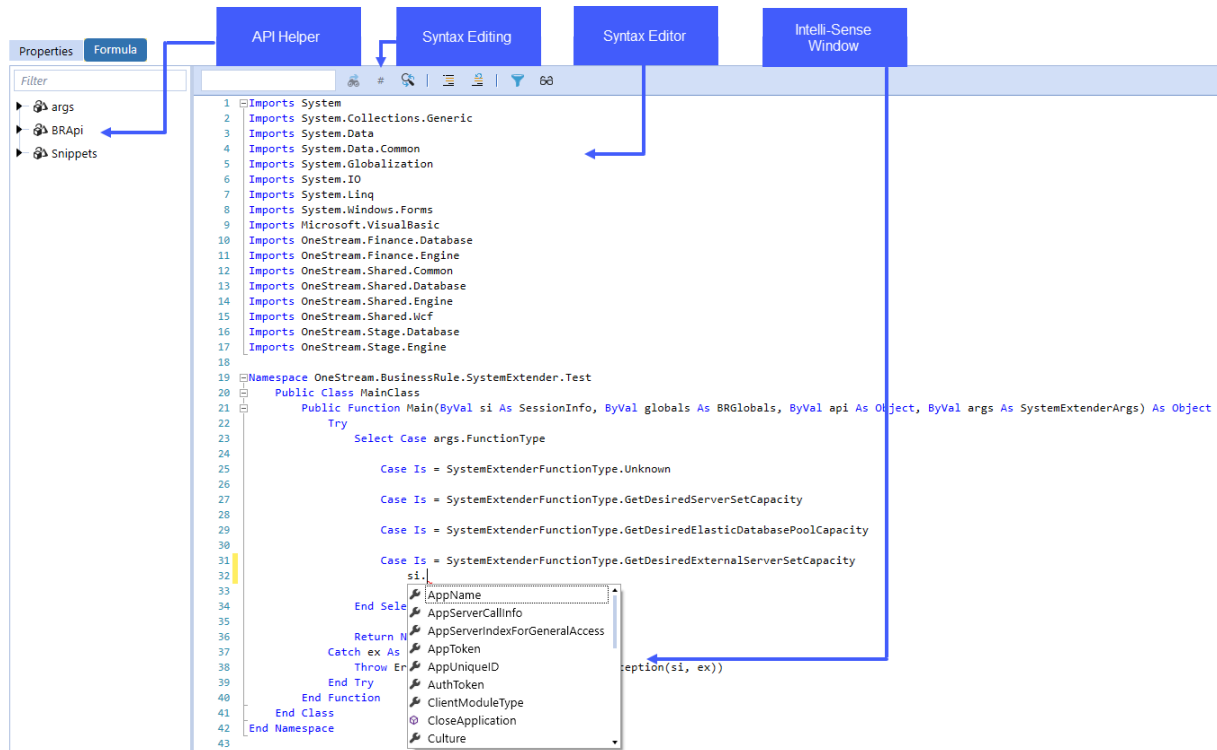 API Helper
Syntax Editing
Syntax Editor
Intelli-Sense
Window
Properties
Formula
Filter
args
BRApi
Snippets
#
1 Imports System
2 Imports System.Collections.Generic
3 Imports System.Data
4 Imports System.Data.Common
5 Imports System.Globalization
6 Imports System.IO
7 Imports System.Linq
8 Imports System.Windows.Forms
9 Imports Microsoft.VisualBasic
10 Imports OneStream.Finance.Database
11 Imports OneStream.Finance.Engine
12 Imports OneStream.Shared.Common
13 Imports OneStream.Shared.Database
14 Imports OneStream.Shared.Engine
15 Imports OneStream.Shared.Wcf
16 Imports OneStream.Stage.Database
17 Imports OneStream.Stage.Engine
18
19 Namespace OneStream.BusinessRule.SystemExtender.Test
20 Public Class MainClass
21 Public Function Main(ByVal si As SessionInfo, ByVal globals As BRGlobals, ByVal api As Object, ByVal args As SystemExtenderArgs) As Object
22 Try
23 Select Case args.FunctionType
24
25 Case Is = SystemExtenderFunctionType.Unknown
26
27 Case Is = SystemExtenderFunctionType.GetDesiredServerSetCapacity
28
29 Case Is = SystemExtenderFunctionType.GetDesiredElasticDatabasePoolCapacity
30
31 Case Is = SystemExtenderFunctionType.GetDesiredExternalServerSetCapacity
32 si.
33
34 End Sele
35
36 Return N
37 Catch ex As
38 Throw Er ception(si, ex))
39 End Try
40 End Function
41 End Class
42 End Namespace
43
AppName
AppServerCallInfo
AppServerIndexForGeneralAccess
AppToken
AppUniqueID
AuthToken
ClientModuleType
CloseApplication
Culture